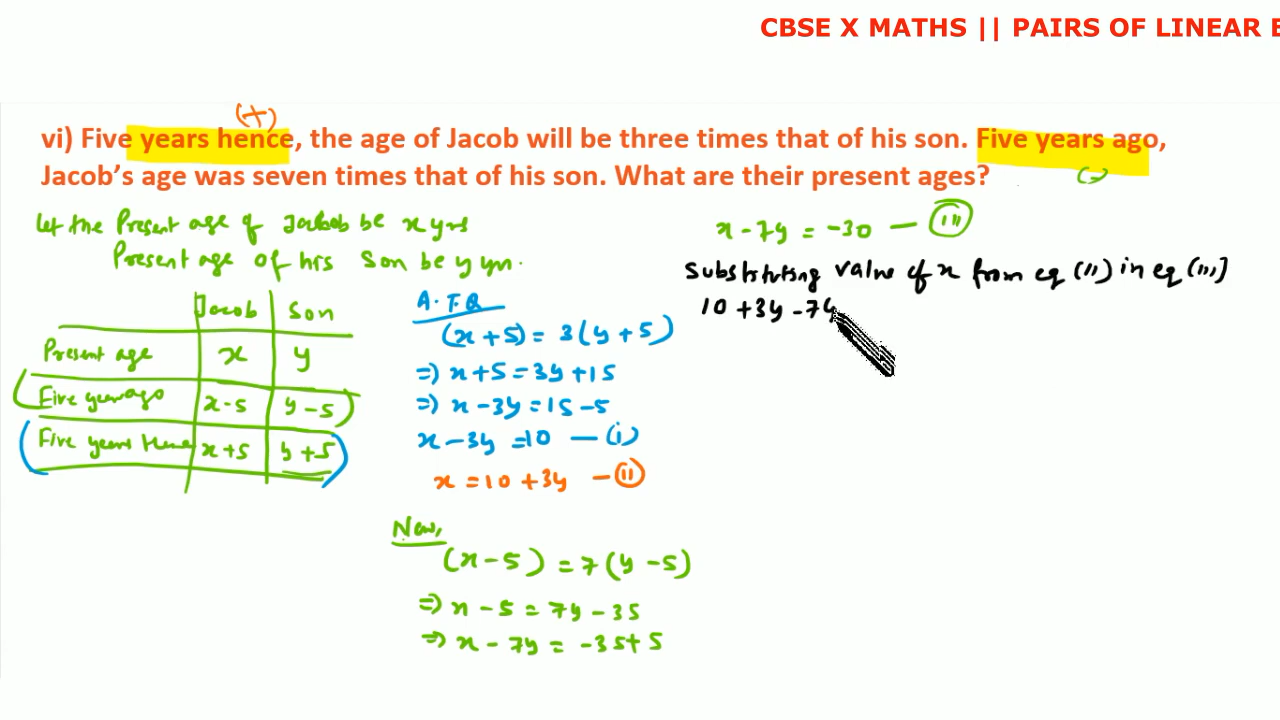 CBSE X MATHS || PAIRS OF LINEAR E
(+)
vi) Five years hence, the age of Jacob will be three times that of his son. Five years ago,
Jacob's age was seven times that of his son. What are their present ages?
(-)
Let the Present age of Jacob be x yrs
Present age of his Son be y yrs.
Jacob Son
Present age x y
Five years ago x-5 y-5
Five years Hence x+5 y+5
A.T.Q
(x+5) = 3(y+5)
=) x+5 = 3y+15
=) x-3y = 15-5
x-3y = 10 — (i)
x = 10 + 3y — (ii)
Now,
(x-5) = 7(y-5)
=) x-5 = 7y-35
=) x-7y = -35+5
x-7y = -30 — (iii)
Substituting value of x from eq (ii) in eq (iii)
10 + 3y - 7y